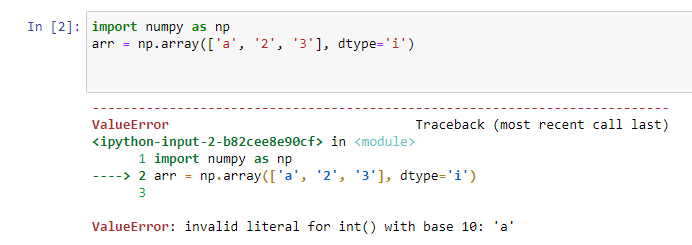 In [2]: import numpy as np
arr = np.array(['a', '2', '3'], dtype='i')
---------------------------------------------------------------------------
ValueError                                Traceback (most recent call last)
<ipython-input-2-b82cee8e90cf> in <module>
      1 import numpy as np
----> 2 arr = np.array(['a', '2', '3'], dtype='i')
      3
ValueError: invalid literal for int() with base 10: 'a'